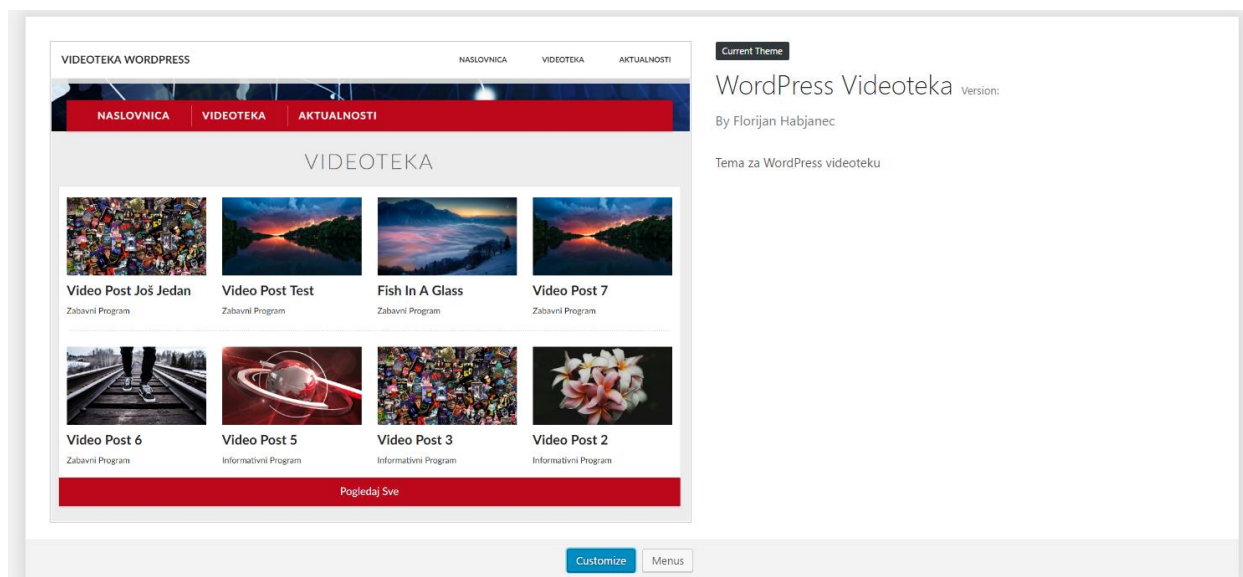 VIDEOTEKA WORDPRESS
NASLOVNICA VIDEOTEKA AKTUALNOSTI
NASLOVNICA VIDEOTEKA AKTUALNOSTI
VIDEOTEKA
Video Post Još Jedan Video Post Test Fish In A Glass Video Post 7
Zabavni Program Zabavni Program Zabavni Program Zabavni Program
Video Post 6 Video Post 5 Video Post 3 Video Post 2
Zabavni Program Informativni Program Informativni Program Informativni Program
Pogledaj Sve
Current Theme
WordPress Videoteka Version:
By Florijan Habjanec
Tema za WordPress videoteku
Customize Menus